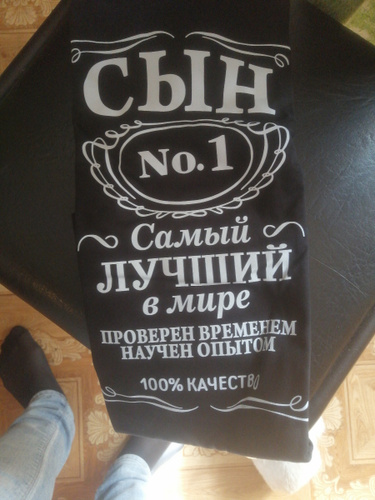 СЫН
No.1
Самый
ЛУЧШИЙ
в мире
ПРОВЕРЕН ВРЕМЕНЕМ
НАУЧЕН ОПЫТОМ
100% КАЧЕСТВО